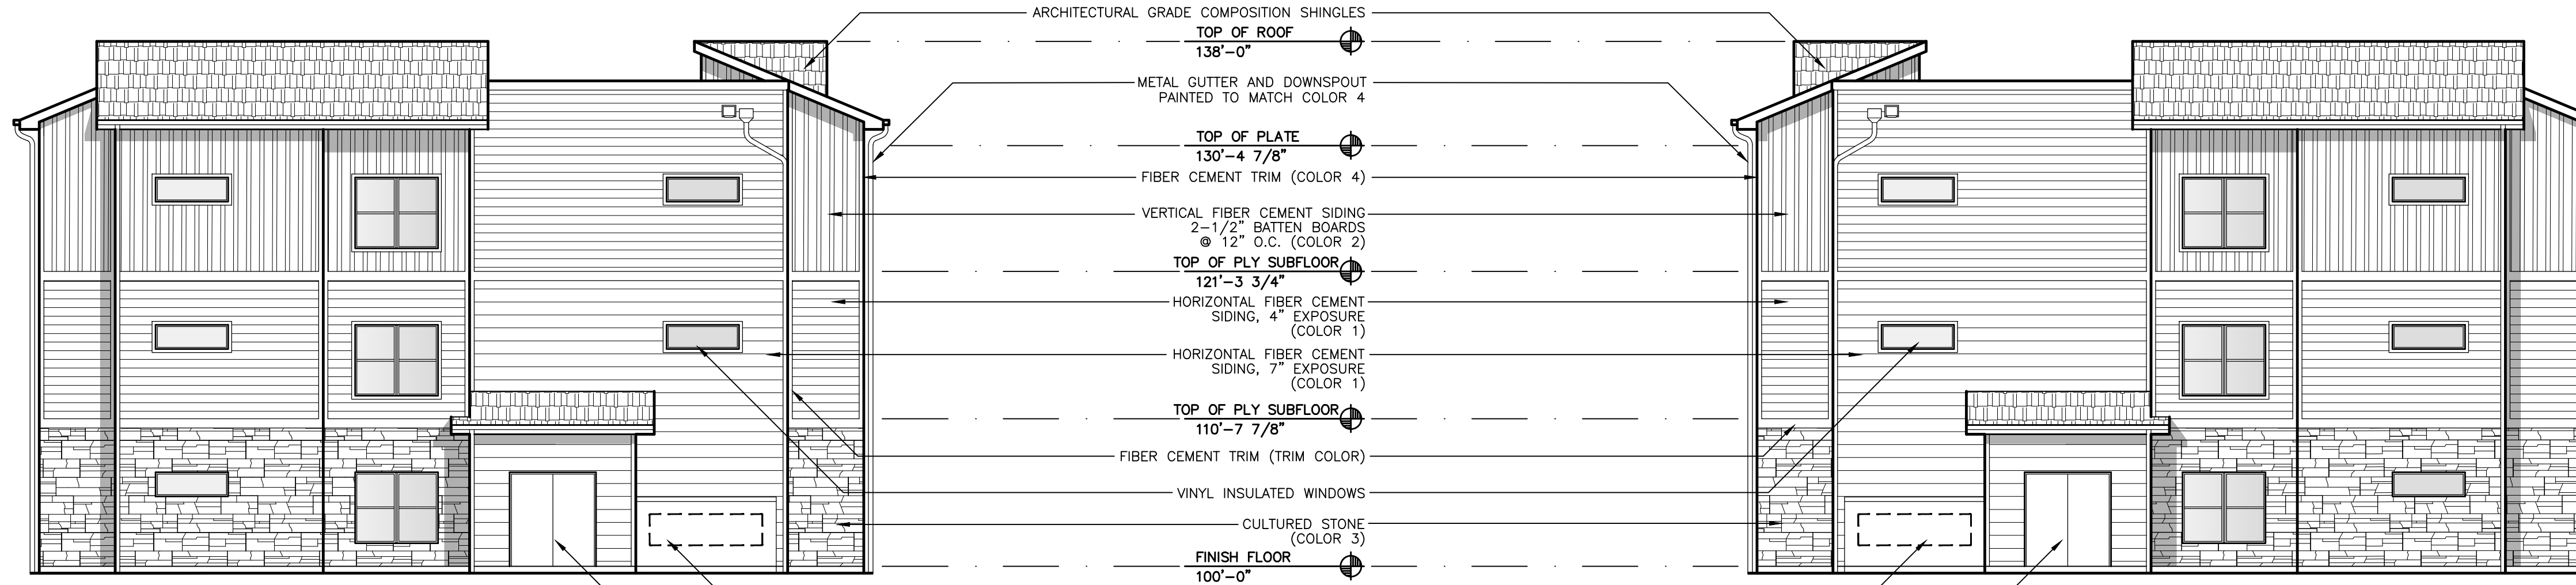 ARCHITECTURAL GRADE COMPOSITION SHINGLES
TOP OF ROOF
138'-0"
METAL GUTTER AND DOWNSPOUT
PAINTED TO MATCH COLOR 4
TOP OF PLATE
130'-4 7/8"
FIBER CEMENT TRIM (COLOR 4)
VERTICAL FIBER CEMENT SIDING
2-1/2" BATTEN BOARDS
@ 12" O.C. (COLOR 2)
TOP OF PLY SUBFLOOR
121'-3 3/4"
HORIZONTAL FIBER CEMENT
SIDING, 4" EXPOSURE
(COLOR 1)
HORIZONTAL FIBER CEMENT
SIDING, 7" EXPOSURE
(COLOR 1)
TOP OF PLY SUBFLOOR
110'-7 7/8"
FIBER CEMENT TRIM (TRIM COLOR)
VINYL INSULATED WINDOWS
CULTURED STONE
(COLOR 3)
FINISH FLOOR
100'-0"